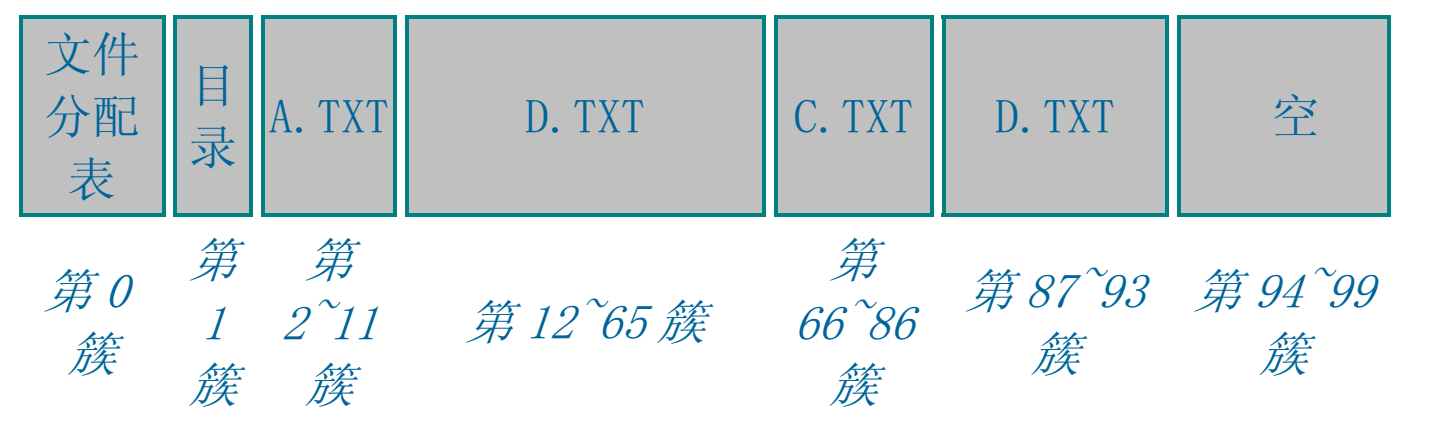 文件
分配
表
目
录
A.TXT
D.TXT
C.TXT
D.TXT
空
第0
簇
第
1
簇
第
2~11
簇
第12~65簇
第
66~86
簇
第87~93
簇
第94~99
簇